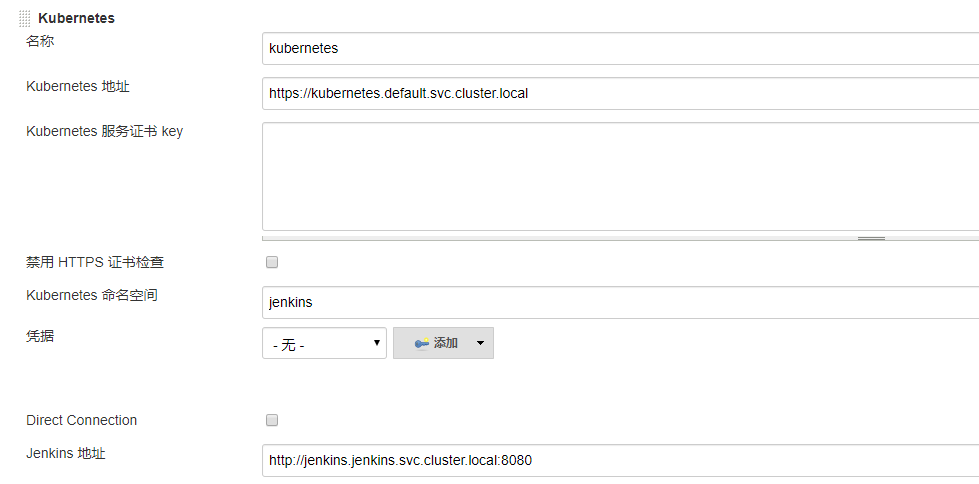 Kubernetes
名称
kubernetes
Kubernetes 地址
https://kubernetes.default.svc.cluster.local
Kubernetes 服务证书 key
禁用 HTTPS 证书检查
Kubernetes 命名空间
jenkins
凭据
- 无 -
添加
Direct Connection
Jenkins 地址
http://jenkins.jenkins.svc.cluster.local:8080